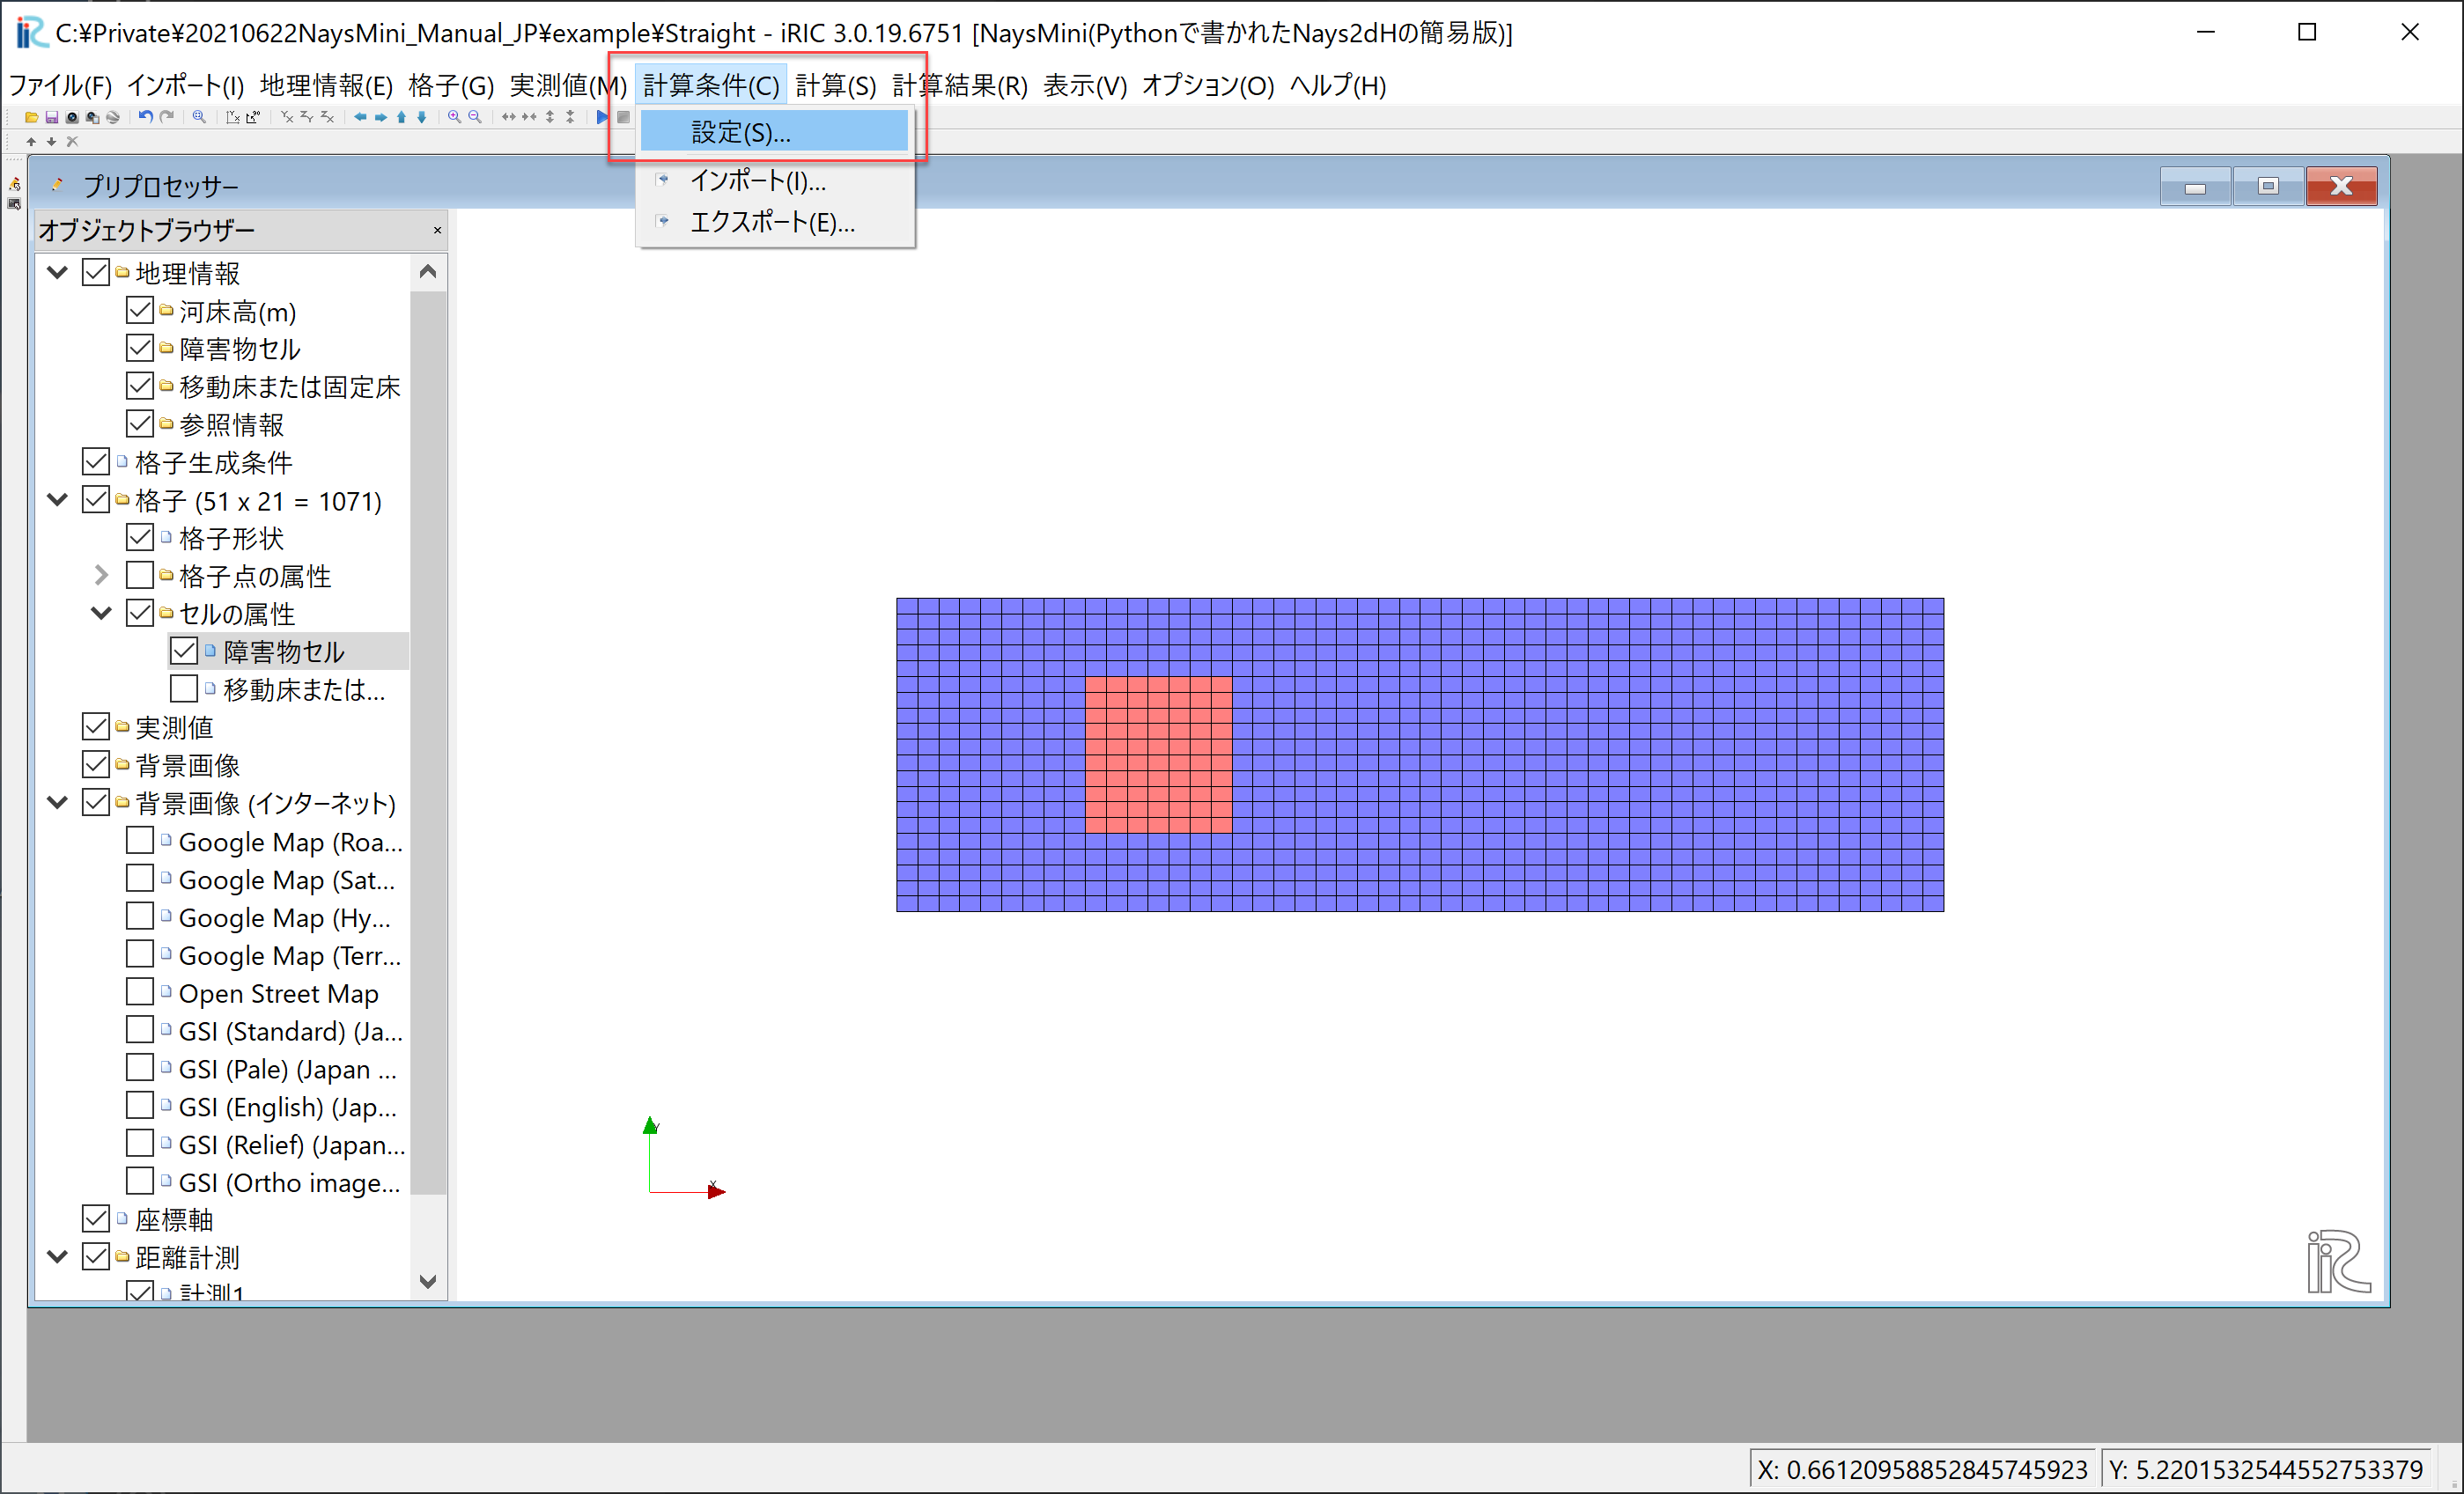 C:¥Private¥20210622NaysMini_Manual_JP¥example¥Straight - iRIC 3.0.19.6751 [NaysMini(Pythonで書かれたNays2dHの簡易版)]
ファイル(F) インポート(I) 地理情報(E) 格子(G) 実測値(M) 計算条件(C) 計算(S) 計算結果(R) 表示(V) オプション(O) ヘルプ(H)
設定(S)...
インポート(I)...
エクスポート(E)...
プリプロセッサー
オブジェクトブラウザー
地理情報
河床高(m)
障害物セル
移動床または固定床
参照情報
格子生成条件
格子 (51 x 21 = 1071)
格子形状
格子点の属性
セルの属性
障害物セル
移動床または...
実測値
背景画像
背景画像 (インターネット)
Google Map (Roa...
Google Map (Sat...
Google Map (Hy...
Google Map (Terr...
Open Street Map
GSI (Standard) (Ja...
GSI (Pale) (Japan ...
GSI (English) (Jap...
GSI (Relief) (Japan...
GSI (Ortho image...
座標軸
距離計測
計測1
Y
X
iRIC
X: 0.66120958852845745923
Y: 5.2201532544552753379